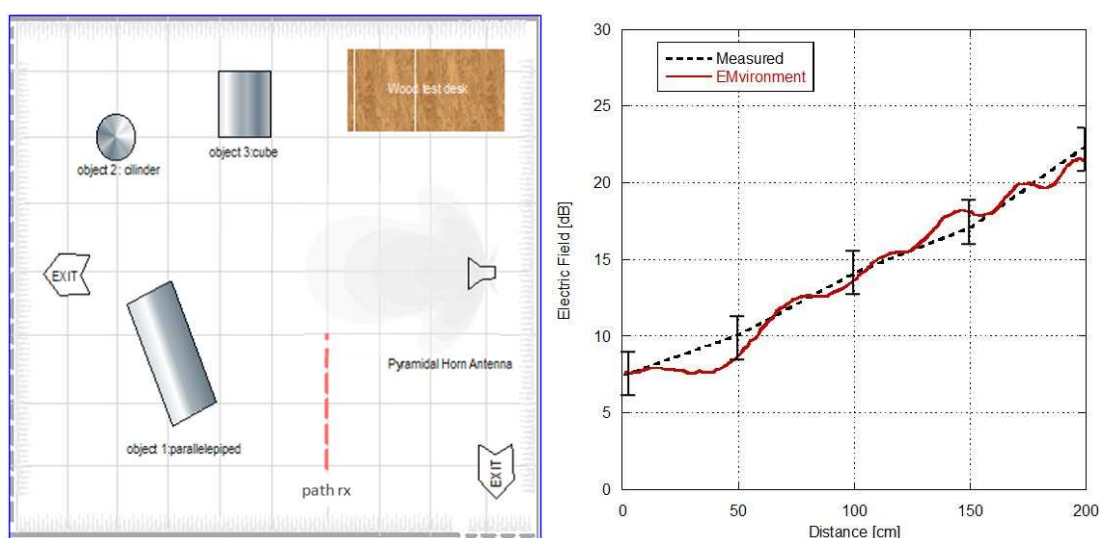 Wood test desk
object 3:cube
object 2: cilinder
EXIT
Pyramidal Horn Antenna
object 1:parallelepiped
EXIT
path rx
30
25
20
15
10
5
0
Electric Field [dB]
Measured
EMvironment
0
50
100
150
200
Distance [cm]